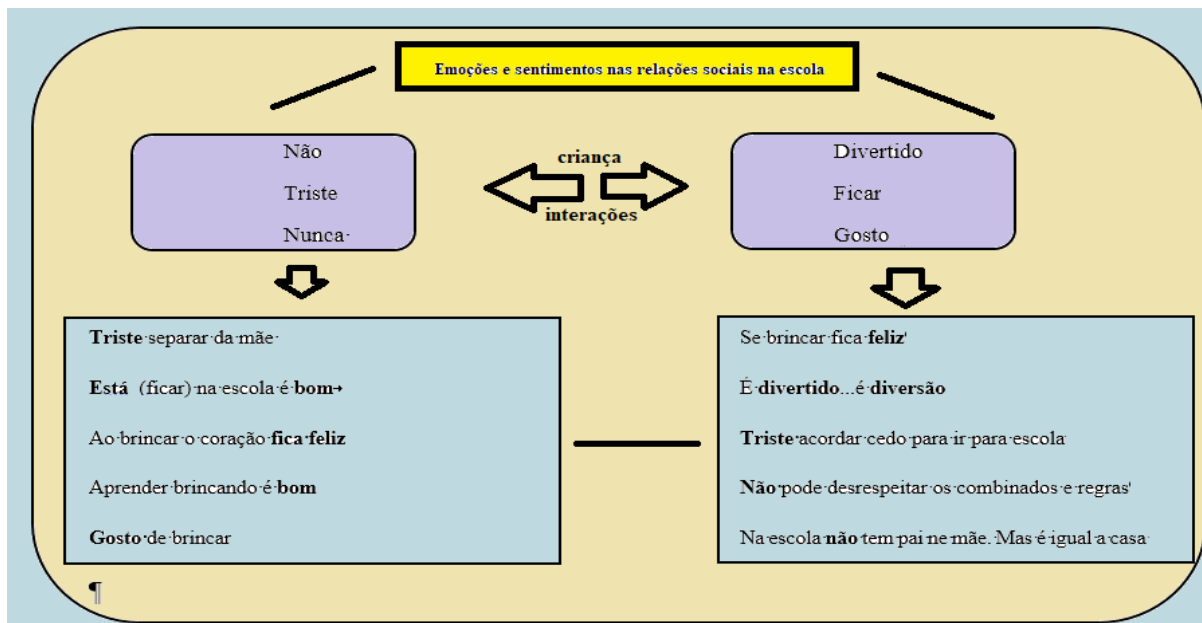 Emoções e sentimentos nas relações sociais na escola
Não
Triste
Nunca
criança
interações
Divertido
Ficar
Gosto
Triste separar da mãe
Está (ficar) na escola é bom
Ao brincar o coração fica feliz
Aprender brincando é bom
Gosto de brincar
Se brincar fica feliz
É divertido...é diversão
Triste acordar cedo para ir para escola
Não pode desrespeitar os combinados e regras
Na escola não tem pai ne mãe. Mas é igual a casa